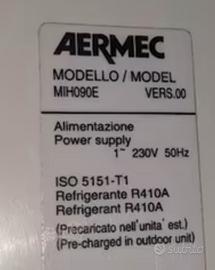 AERMEC
MODELLO / MODEL
MIH090E VERS.00
Alimentazione
Power supply
1~ 230V 50Hz
ISO 5151-T1
Refrigerante R410A
Refrigerant R410A
(Precaricato nell'unita' est.)
(Pre-charged in outdoor unit)
subito